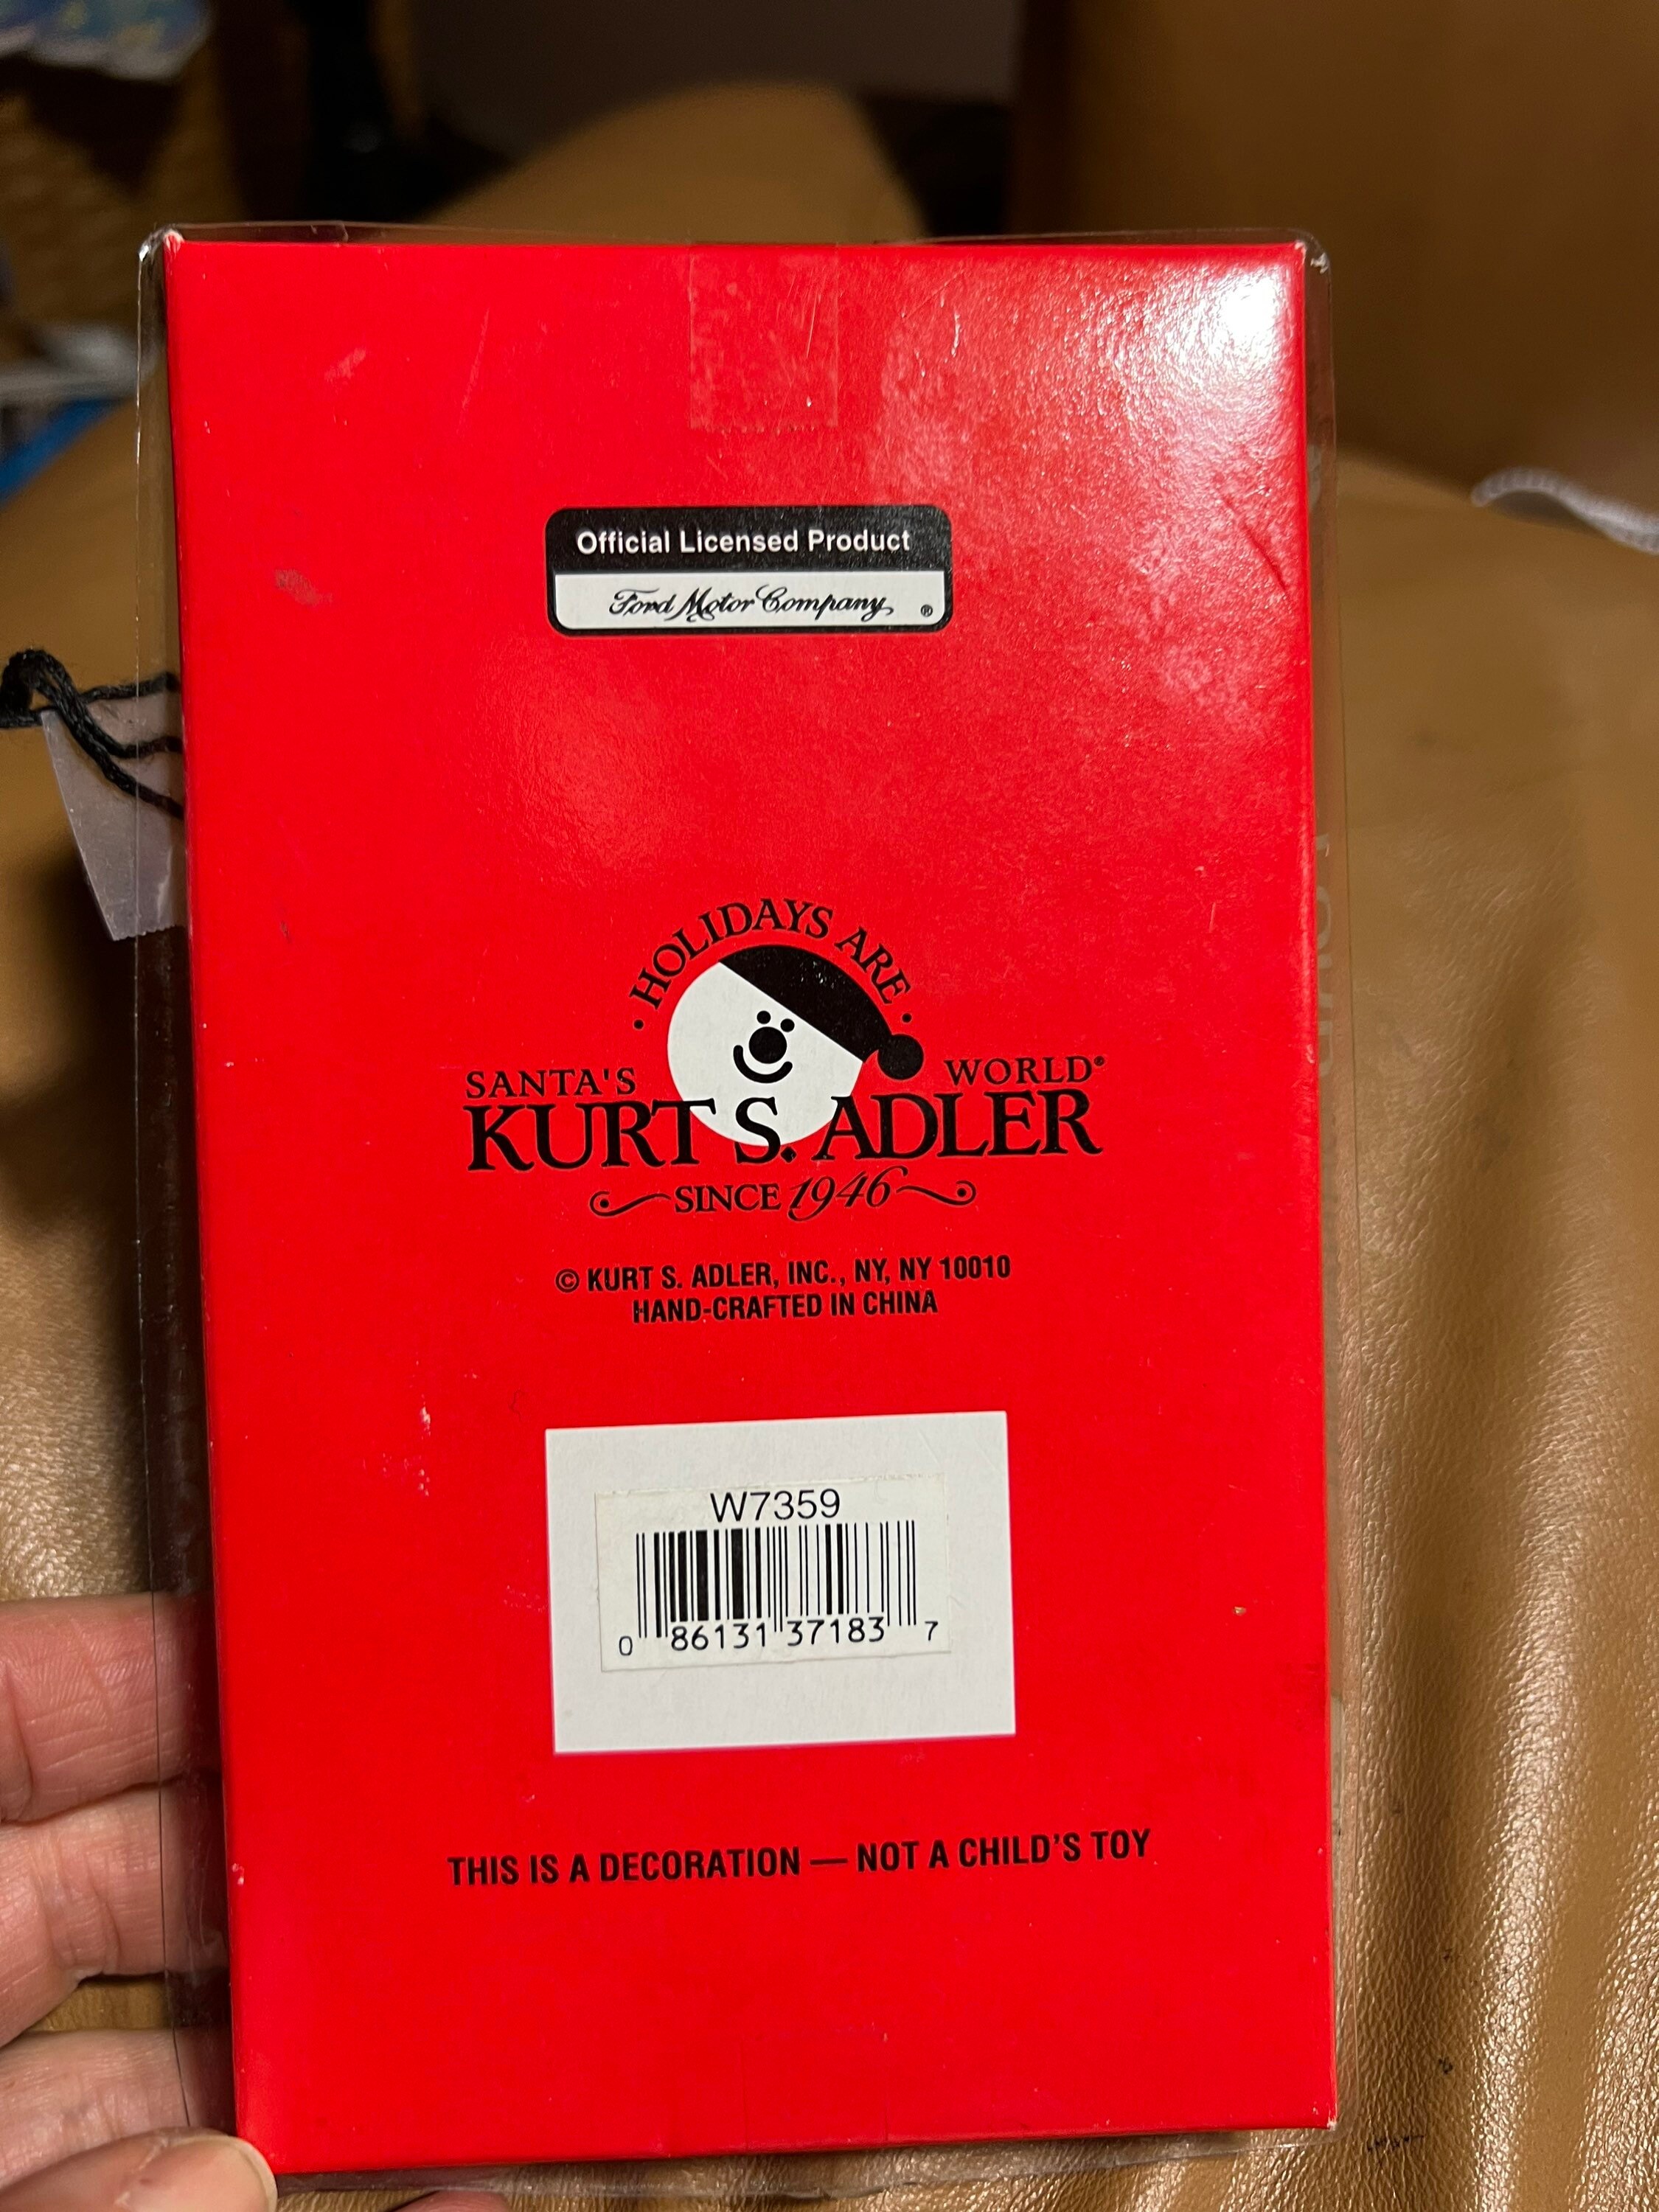 Official Licensed Product
Ford Motor Company ®
· HOLIDAYS ARE ·
SANTA'S WORLD®
KURT S. ADLER
SINCE 1946
© KURT S. ADLER, INC., NY, NY 10010
HAND-CRAFTED IN CHINA
W7359
0 86131 37183 7
THIS IS A DECORATION — NOT A CHILD'S TOY